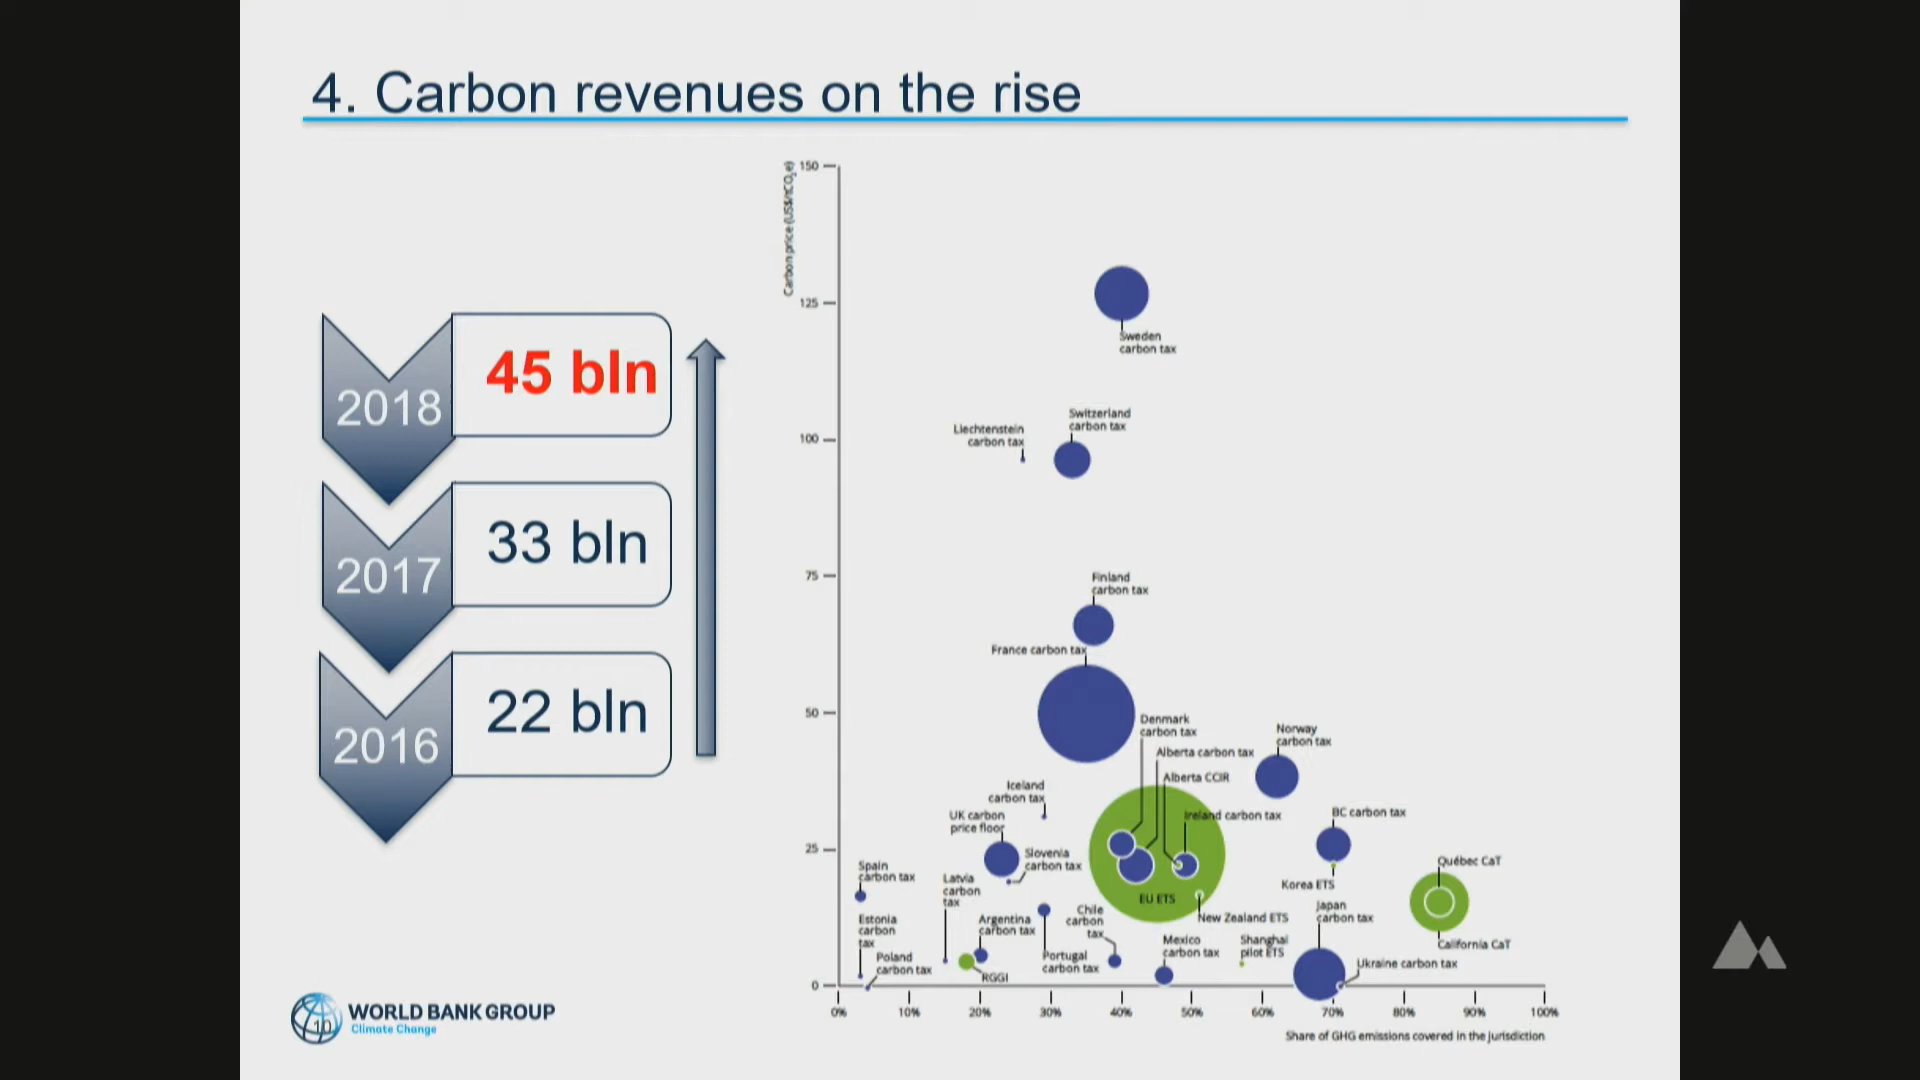 4. Carbon revenues on the rise
2018
45 bln
2017
33 bln
2016
22 bln
Carbon price (US$/tCO₂e)
150
125
100
75
50
25
0
Sweden
carbon tax
Switzerland
carbon tax
Liechtenstein
carbon tax
Finland
carbon tax
France carbon tax
Denmark
carbon tax
Norway
carbon tax
Alberta carbon tax
Alberta CCIR
Iceland
carbon tax
UK carbon
price floor
Ireland carbon tax
BC carbon tax
Slovenia
carbon tax
Spain
carbon tax
Latvia
carbon
tax
Korea ETS
Québec CaT
EU ETS
New Zealand ETS
Japan
carbon tax
Estonia
carbon
tax
Argentina
carbon tax
Chile
carbon
tax
Poland
carbon tax
RGGI
Portugal
carbon tax
Mexico
carbon tax
Shanghai
pilot ETS
California CaT
Ukraine carbon tax
0%
10%
20%
30%
40%
50%
60%
70%
80%
90%
100%
Share of GHG emissions covered in the jurisdiction
10
WORLD BANK GROUP
Climate Change